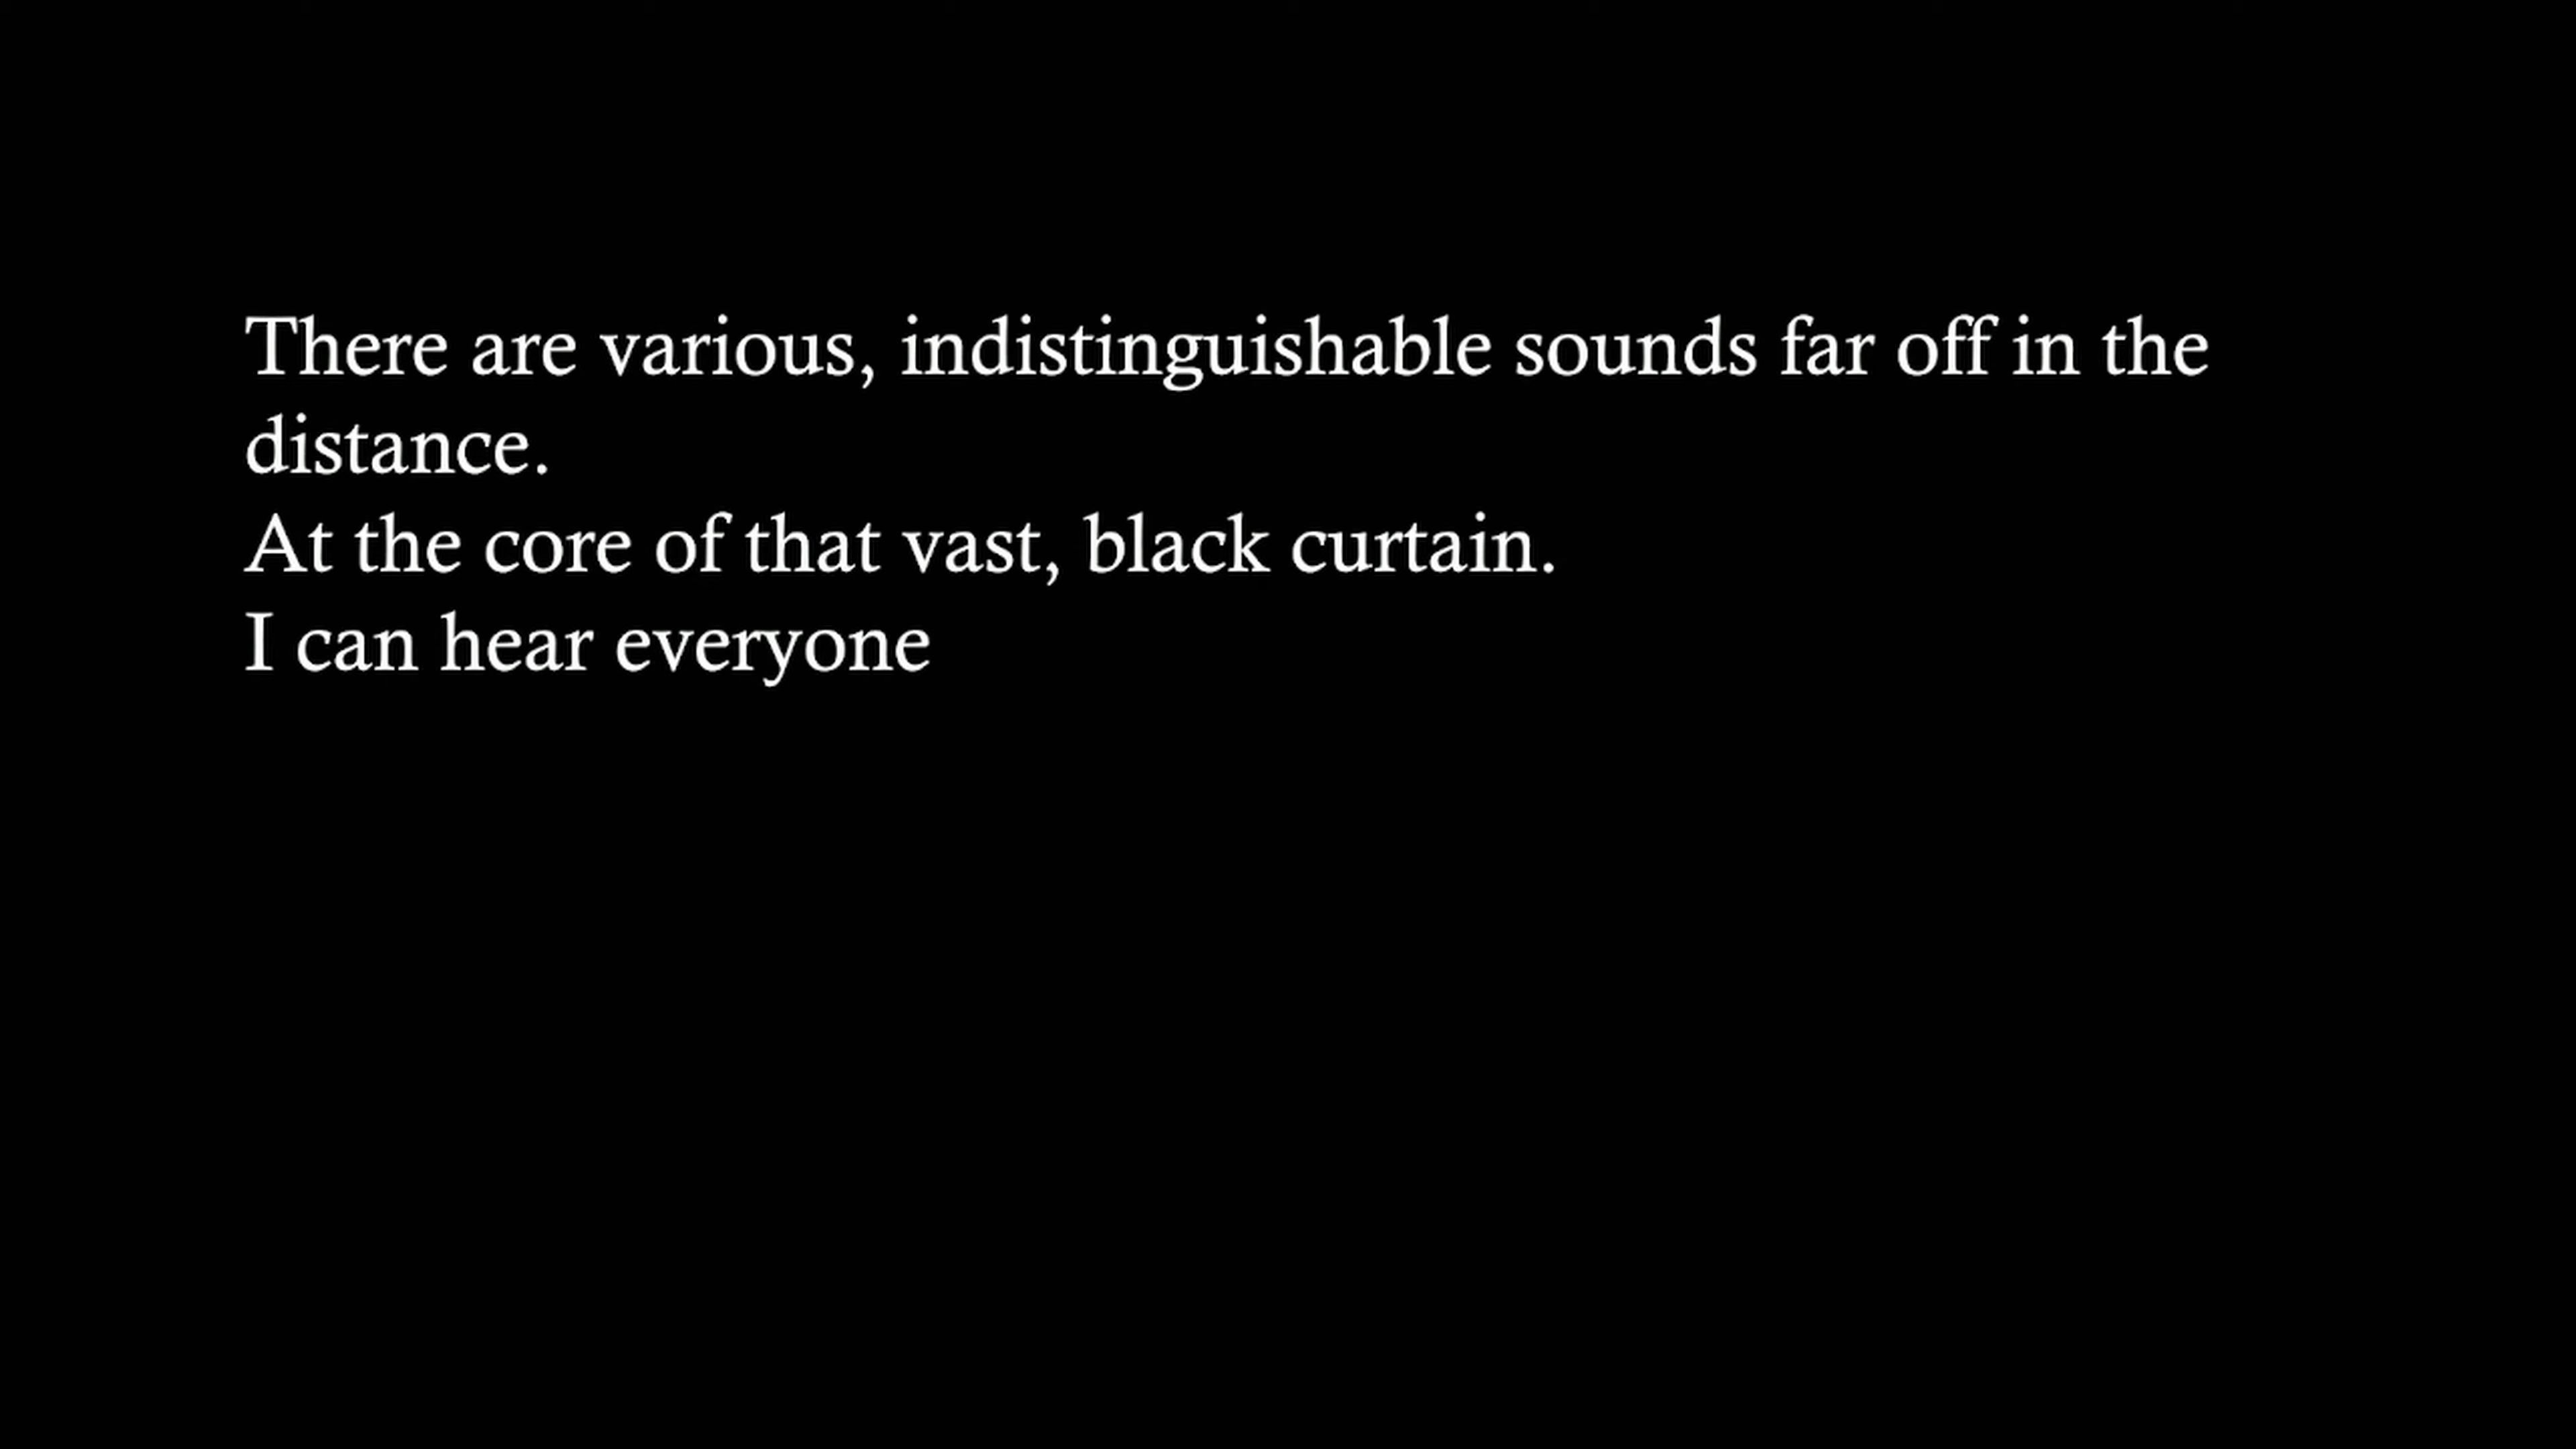 There are various, indistinguishable sounds far off in the
distance.
At the core of that vast, black curtain.
I can hear everyone